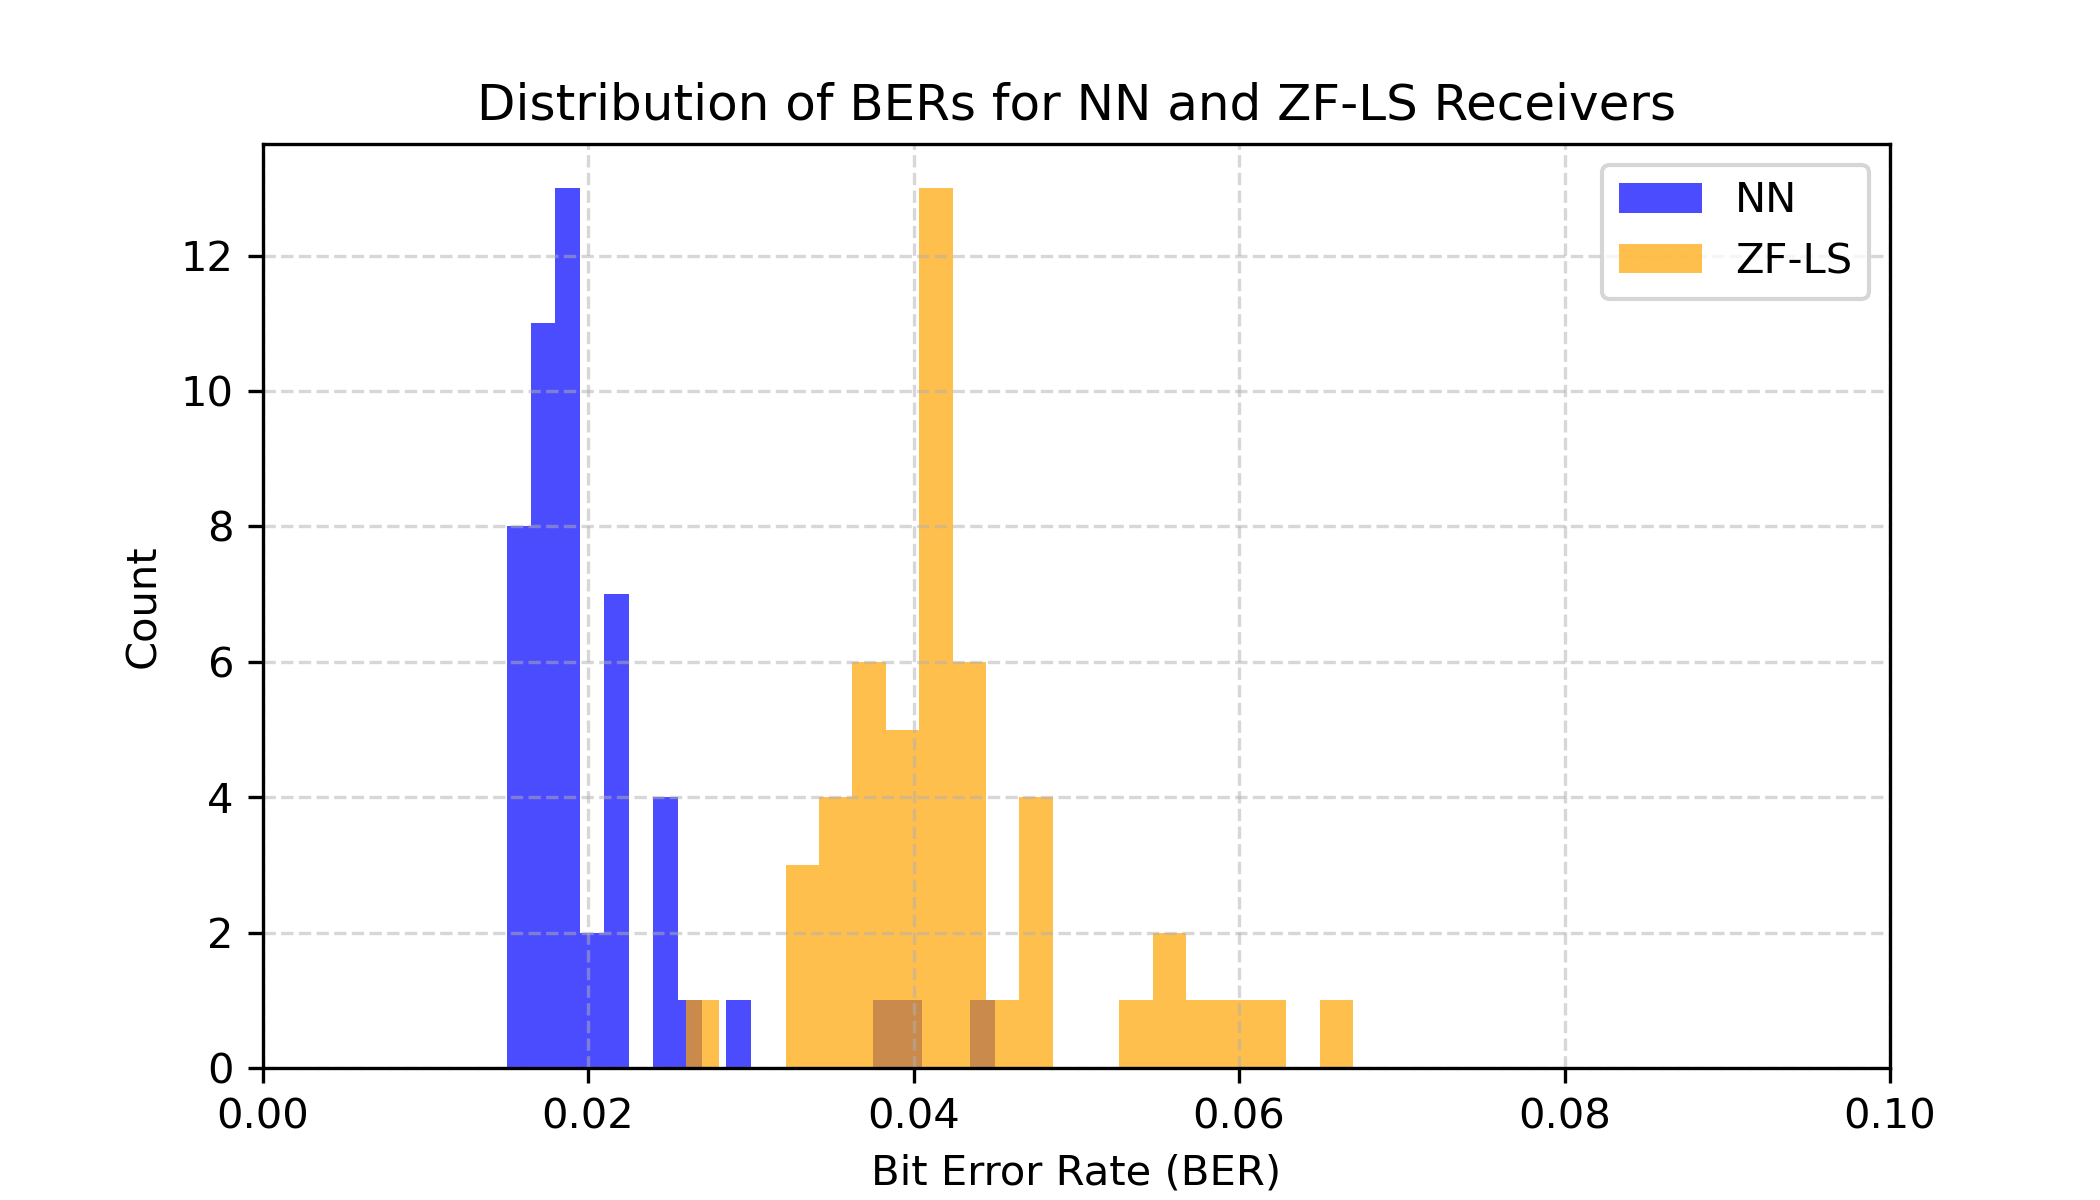 Distribution of BERs for NN and ZF-LS Receivers
NN
ZF-LS
12
10
8
6
4
2
0
Count
0.00 0.02 0.04 0.06 0.08 0.10
Bit Error Rate (BER)